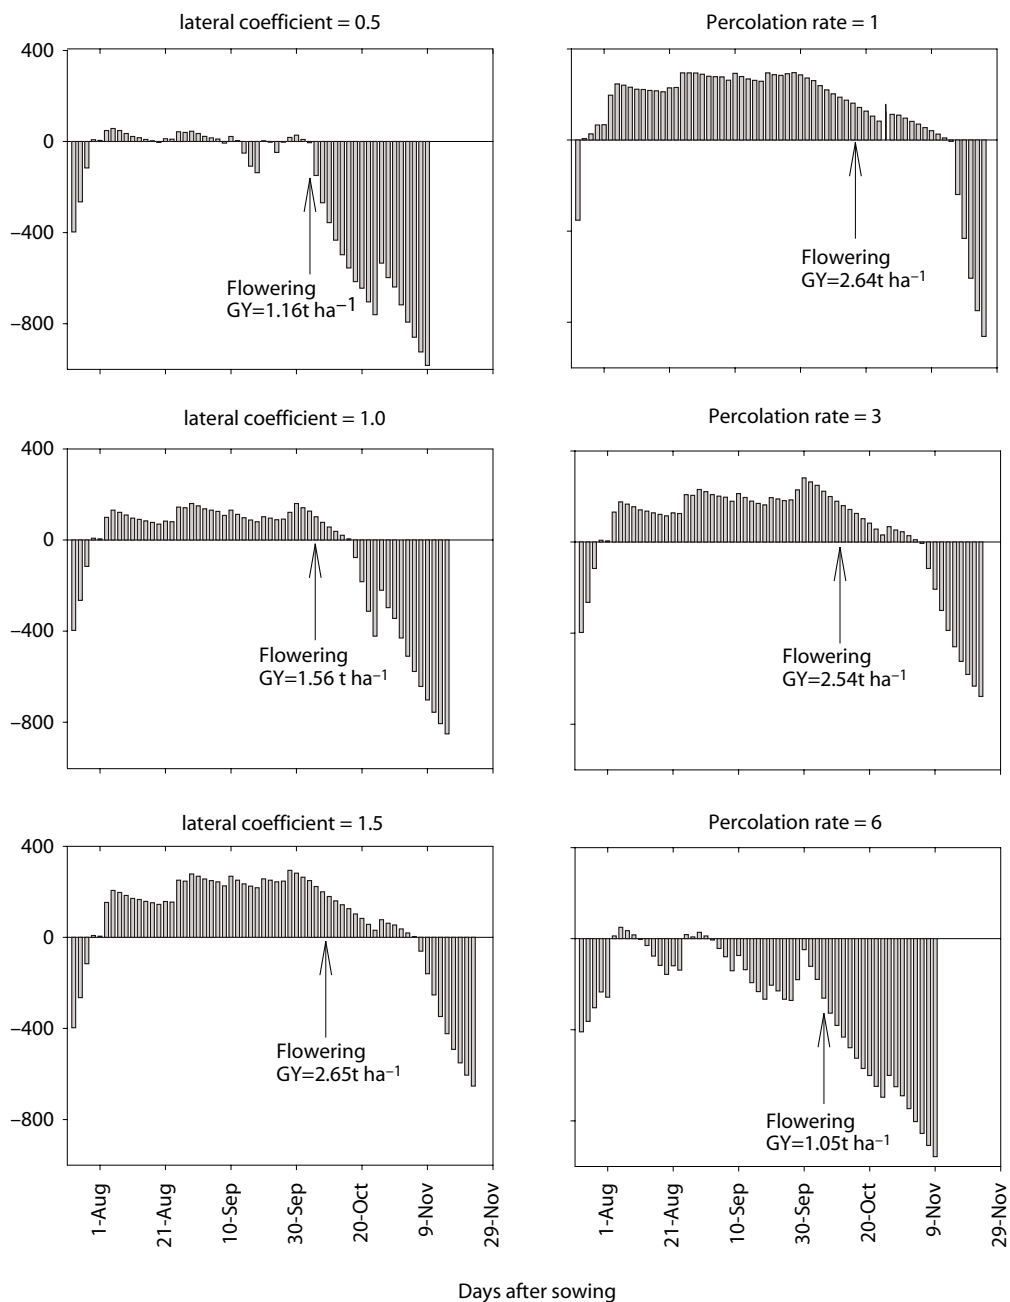 lateral coefficient = 0.5
400
0
−400
−800
Flowering
GY=1.16t ha−1
Percolation rate = 1
Flowering
GY=2.64t ha−1
lateral coefficient = 1.0
400
0
−400
−800
Flowering
GY=1.56 t ha−1
Percolation rate = 3
Flowering
GY=2.54t ha−1
lateral coefficient = 1.5
400
0
−400
−800
Flowering
GY=2.65t ha−1
1-Aug
21-Aug
10-Sep
30-Sep
20-Oct
9-Nov
29-Nov
Percolation rate = 6
Flowering
GY=1.05t ha−1
1-Aug
21-Aug
10-Sep
30-Sep
20-Oct
9-Nov
29-Nov
Days after sowing